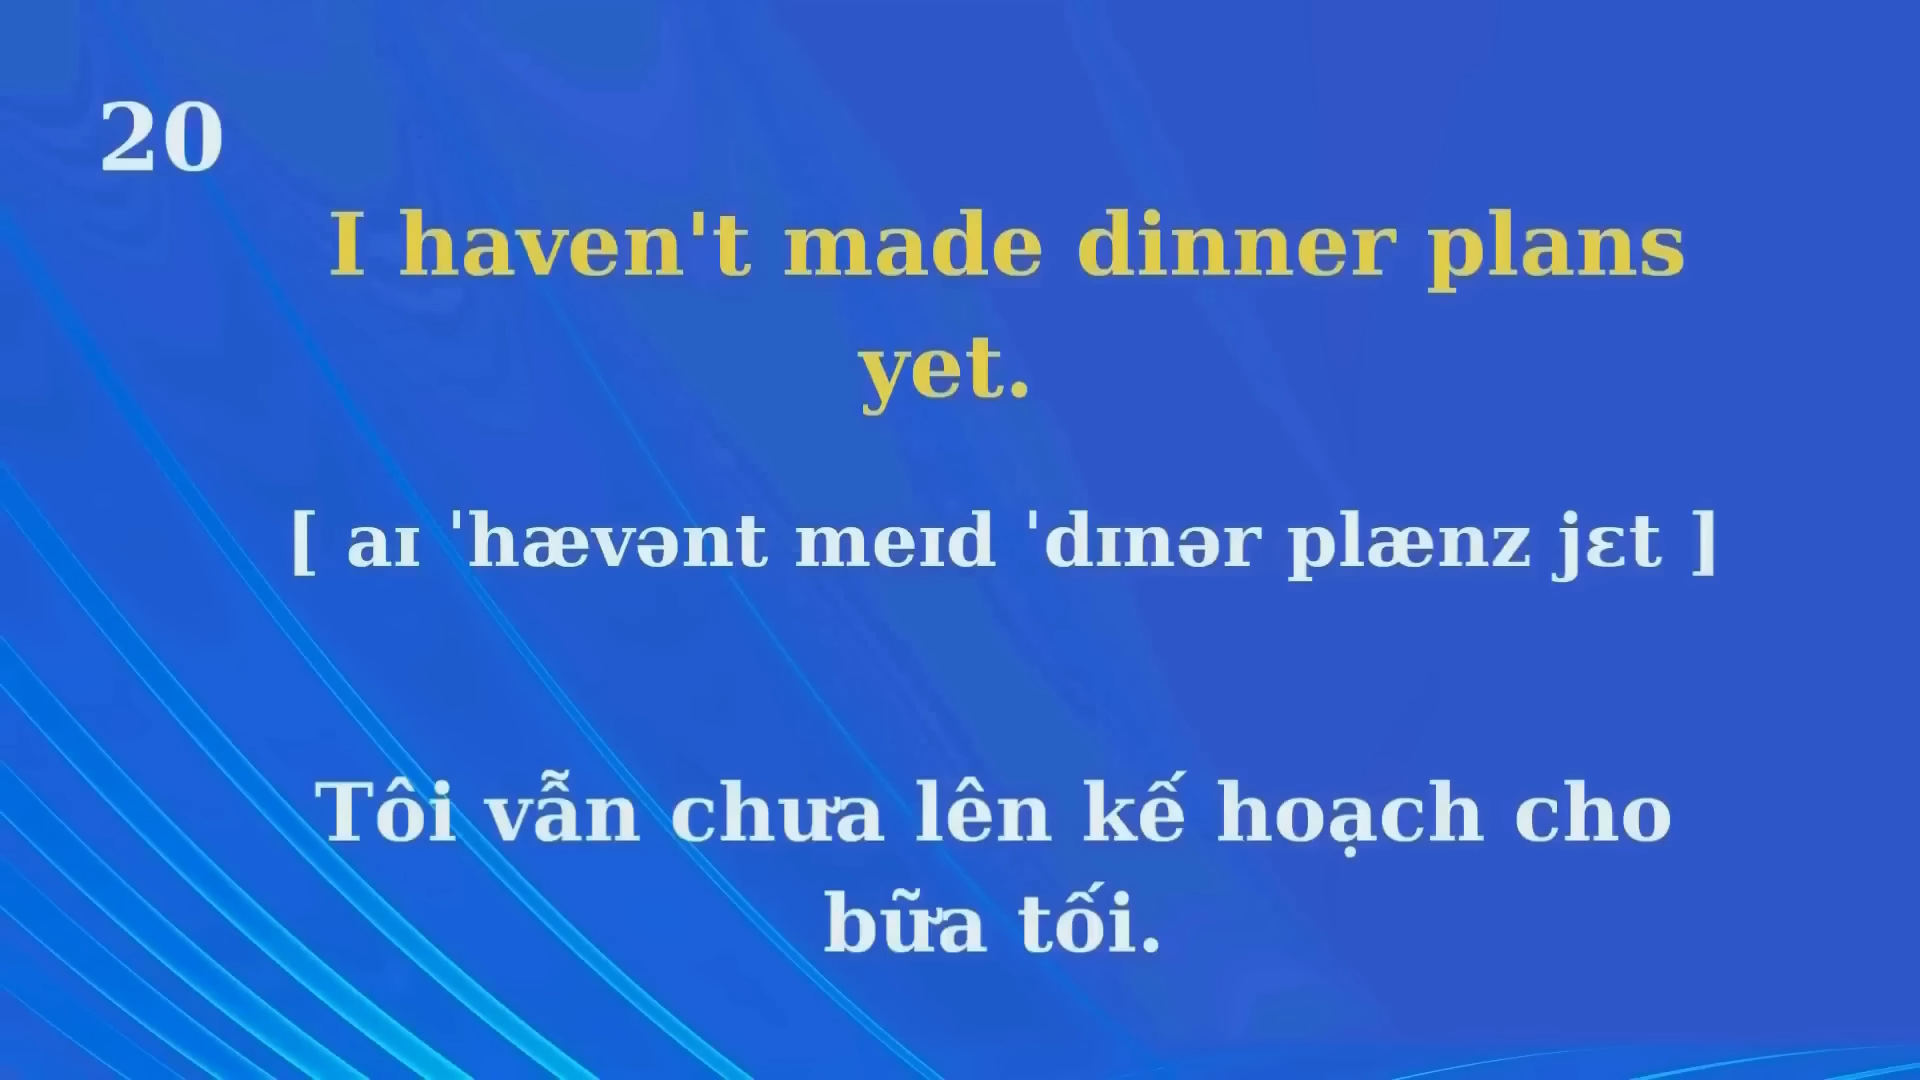 20
I haven't made dinner plans
yet.
[ aɪ ˈhævənt meɪd ˈdɪnər plænz jɛt ]
Tôi vẫn chưa lên kế hoạch cho
bữa tối.